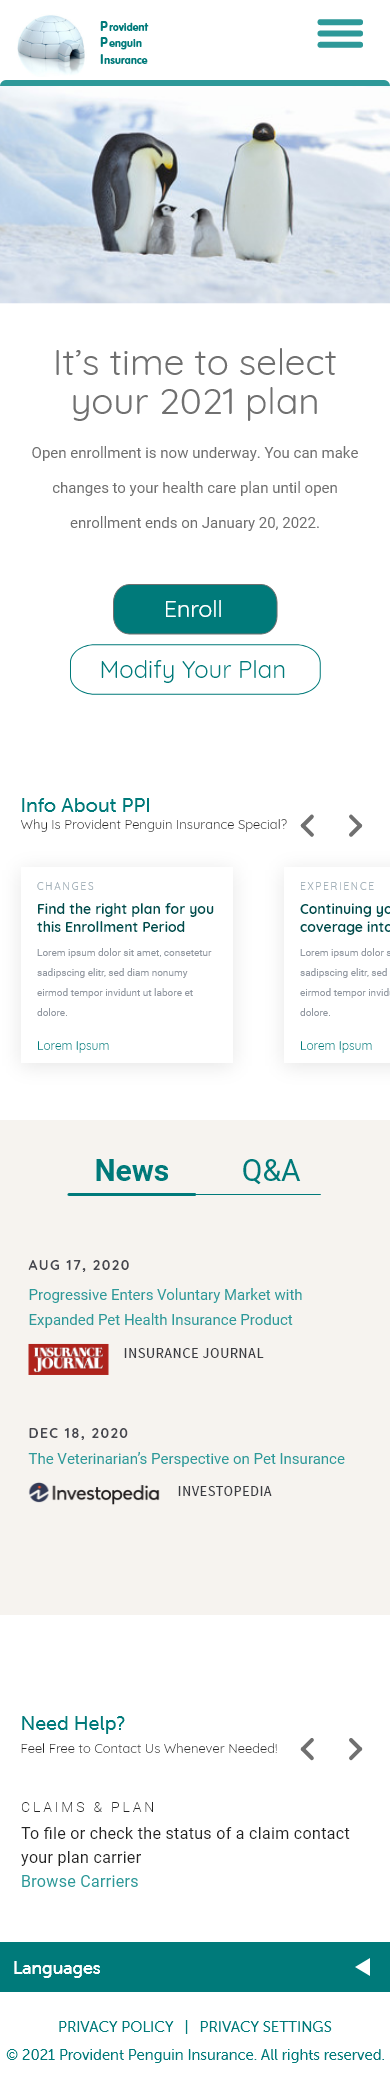 Provident
Penguin
Insurance
It’s time to select
your 2021 plan
Open enrollment is now underway. You can make
changes to your health care plan until open
enrollment ends on January 20, 2022.
Enroll
Modify Your Plan
Info About PPI
Why Is Provident Penguin Insurance Special?
CHANGES
Find the right plan for you
this Enrollment Period
Lorem ipsum dolor sit amet, consetetur
sadipscing elitr, sed diam nonumy
eirmod tempor invidunt ut labore et
dolore.
Lorem Ipsum
EXPERIENCE
Continuing yo
coverage into
Lorem ipsum dolor s
sadipscing elitr, sed
eirmod tempor invid
dolore.
Lorem Ipsum
News
Q&A
AUG 17, 2020
Progressive Enters Voluntary Market with
Expanded Pet Health Insurance Product
INSURANCE
JOURNAL
INSURANCE JOURNAL
DEC 18, 2020
The Veterinarian’s Perspective on Pet Insurance
Investopedia
INVESTOPEDIA
Need Help?
Feel Free to Contact Us Whenever Needed!
CLAIMS & PLAN
To file or check the status of a claim contact
your plan carrier
Browse Carriers
Languages
PRIVACY POLICY | PRIVACY SETTINGS
© 2021 Provident Penguin Insurance. All rights reserved.